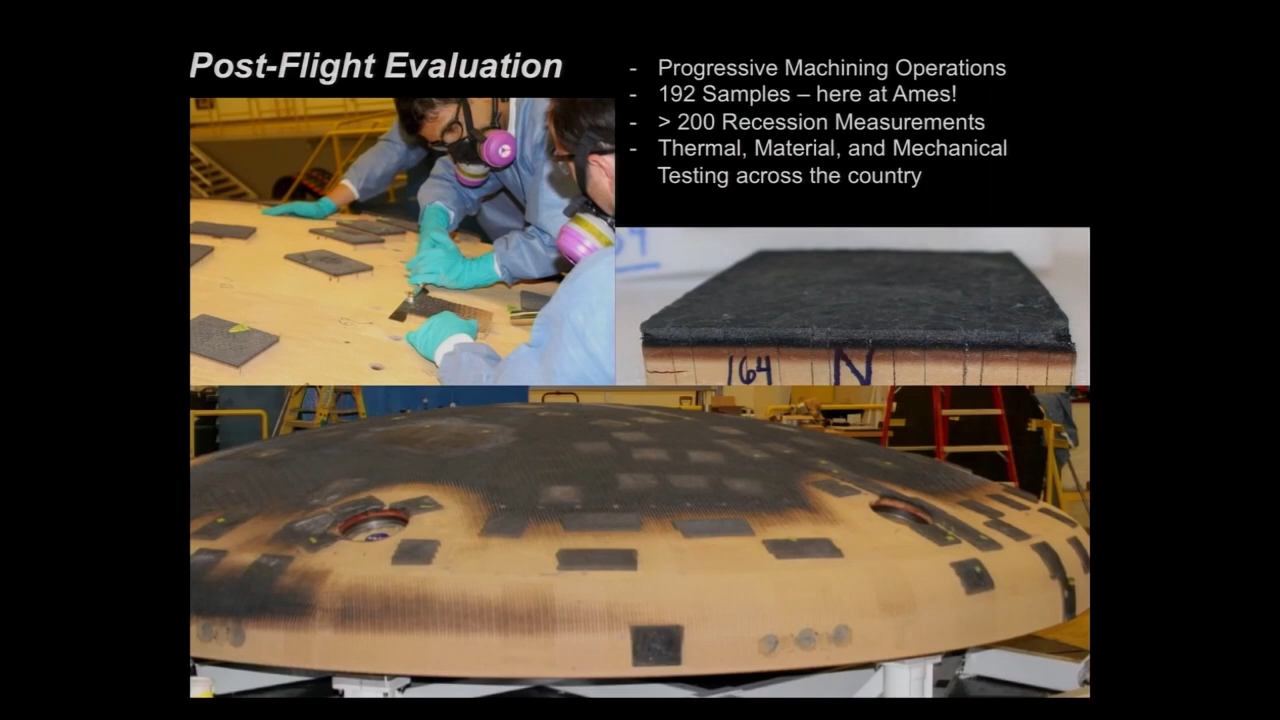 Post-Flight Evaluation
- Progressive Machining Operations
- 192 Samples – here at Ames!
- > 200 Recession Measurements
- Thermal, Material, and Mechanical
Testing across the country
164 N